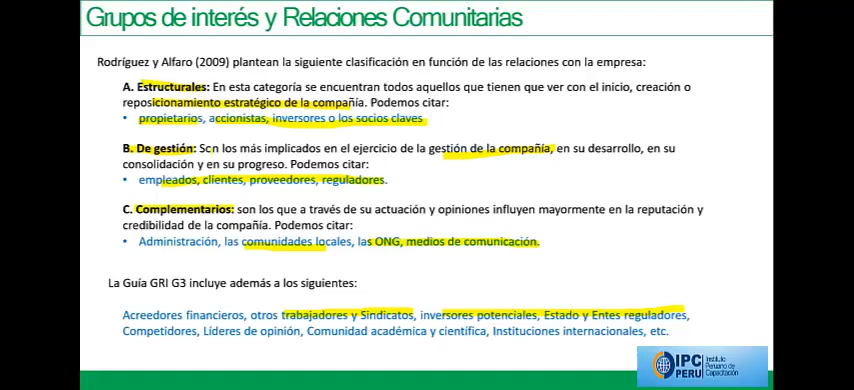 Grupos de interés y Relaciones Comunitarias
Rodríguez y Alfaro (2009) plantean la siguiente clasificación en función de las relaciones con la empresa:
A. Estructurales: En esta categoría se encuentran todos aquellos que tienen que ver con el inicio, creación o
reposicionamiento estratégico de la compañía. Podemos citar:
• propietarios, accionistas, inversores o los socios claves
B. De gestión: Son los más implicados en el ejercicio de la gestión de la compañía, en su desarrollo, en su
consolidación y en su progreso. Podemos citar:
• empleados, clientes, proveedores, reguladores.
C. Complementarios: son los que a través de su actuación y opiniones influyen mayormente en la reputación y
credibilidad de la compañía. Podemos citar:
• Administración, las comunidades locales, las ONG, medios de comunicación.
La Guía GRI G3 incluye además a los siguientes:
Acreedores financieros, otros trabajadores y Sindicatos, inversores potenciales, Estado y Entes reguladores,
Competidores, Líderes de opinión, Comunidad académica y científica, Instituciones internacionales, etc.
IPC PERU
Instituto
Peruano de
Capacitación